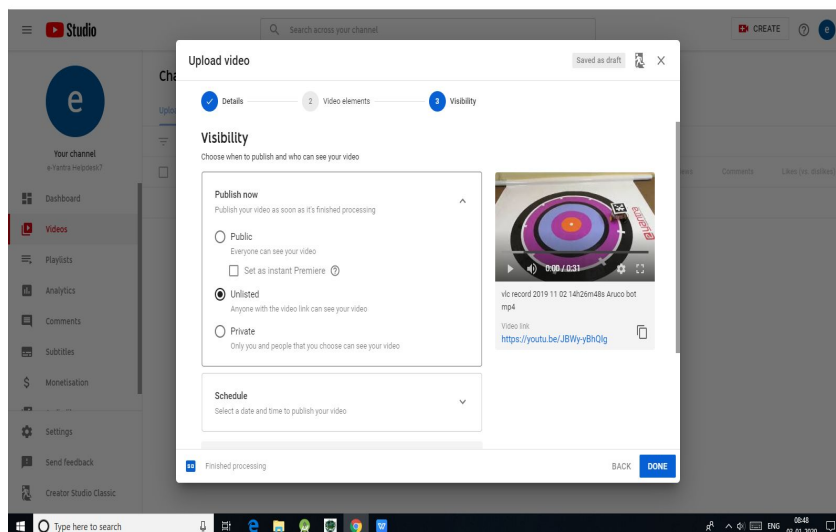 Studio
Search across your channel
CREATE
Upload video
Saved as draft
Cha
Uploa
Details
2 Video elements
3 Visibility
Visibility
Choose when to publish and who can see your video
e
e
Your channel
Dashboard
Videos
Playlists
Analytics
Comments
Subtitles
Monetisation
Settings
Send feedback
Creator Studio Classic
Publish now
Publish your video as soon as it's finished processing
Public
Everyone can see your video
Set as instant Premiere
Unlisted
Anyone with the video link can see your video
Private
Only you and people that you choose can see your video
Schedule
Select a date and time to publish your video
0:00 / 0:31
vlc record 2019 11 02 14h26m48s Aruco bot
mp4
Video link
https://youtu.be/JBWy-yBhQIg
Comments
Likes (vs. dislikes)
Finished processing
BACK
DONE
Type here to search
ENG
08:48